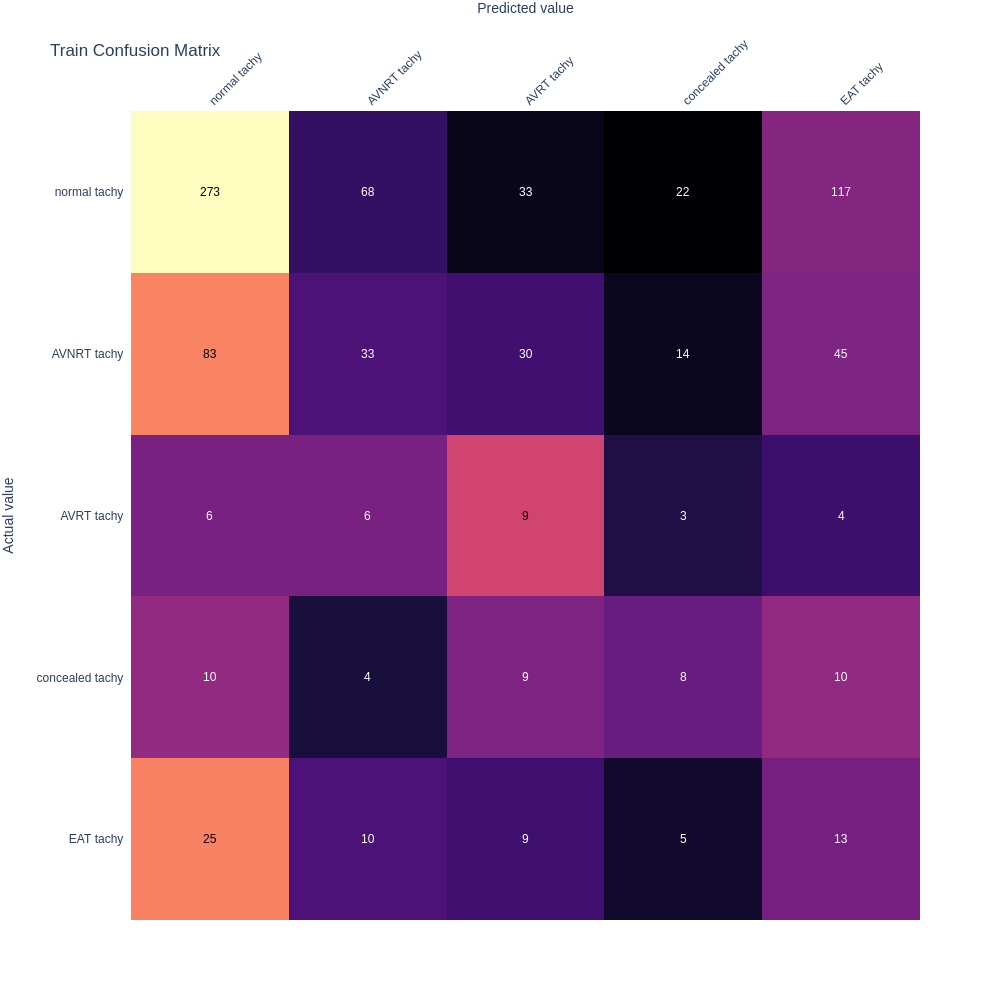 Predicted value
Train Confusion Matrix
normal tachy
AVNRT tachy
AVRT tachy
concealed tachy
EAT tachy
normal tachy 273 68 33 22 117
AVNRT tachy 83 33 30 14 45
AVRT tachy 6 6 9 3 4
concealed tachy 10 4 9 8 10
EAT tachy 25 10 9 5 13
Actual value